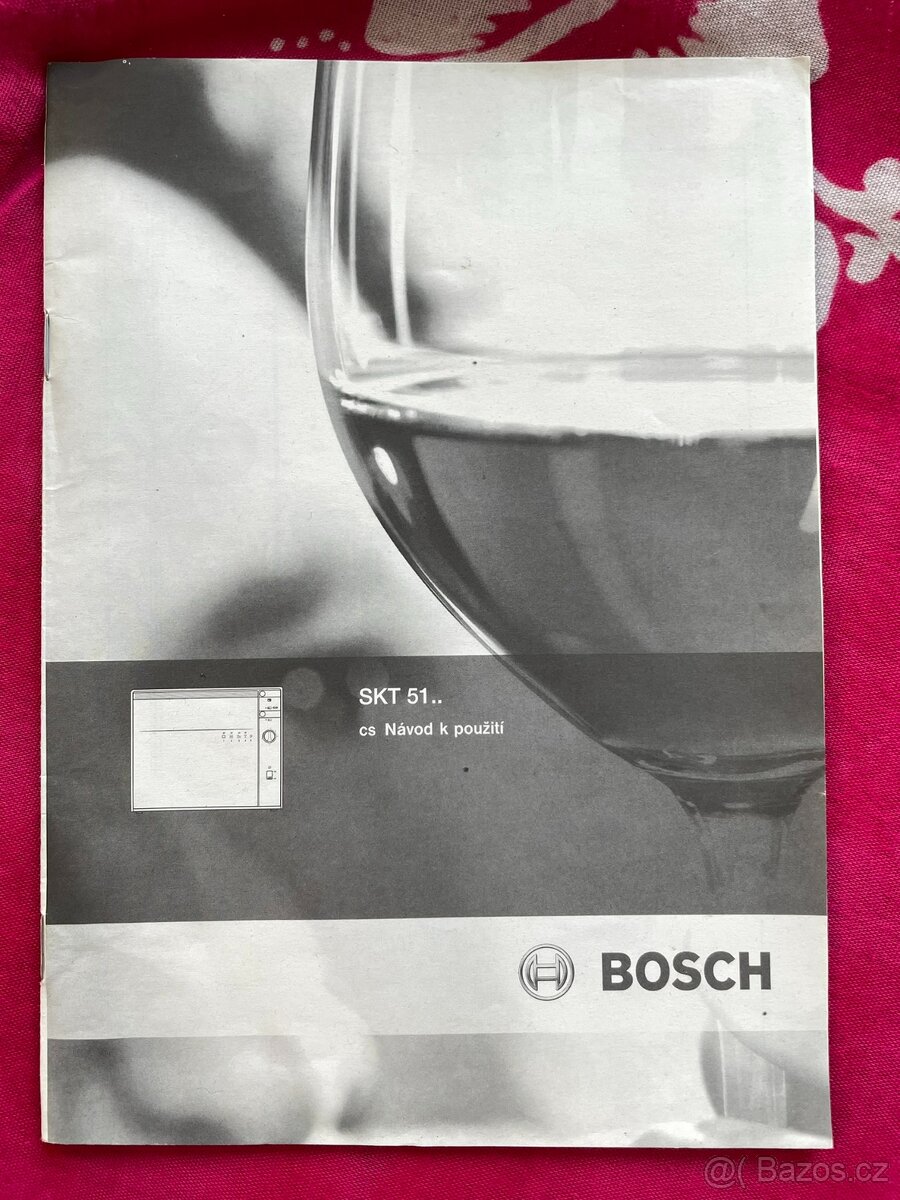 SKT 51..
cs Návod k použití
BOSCH
@( Bazos.cz